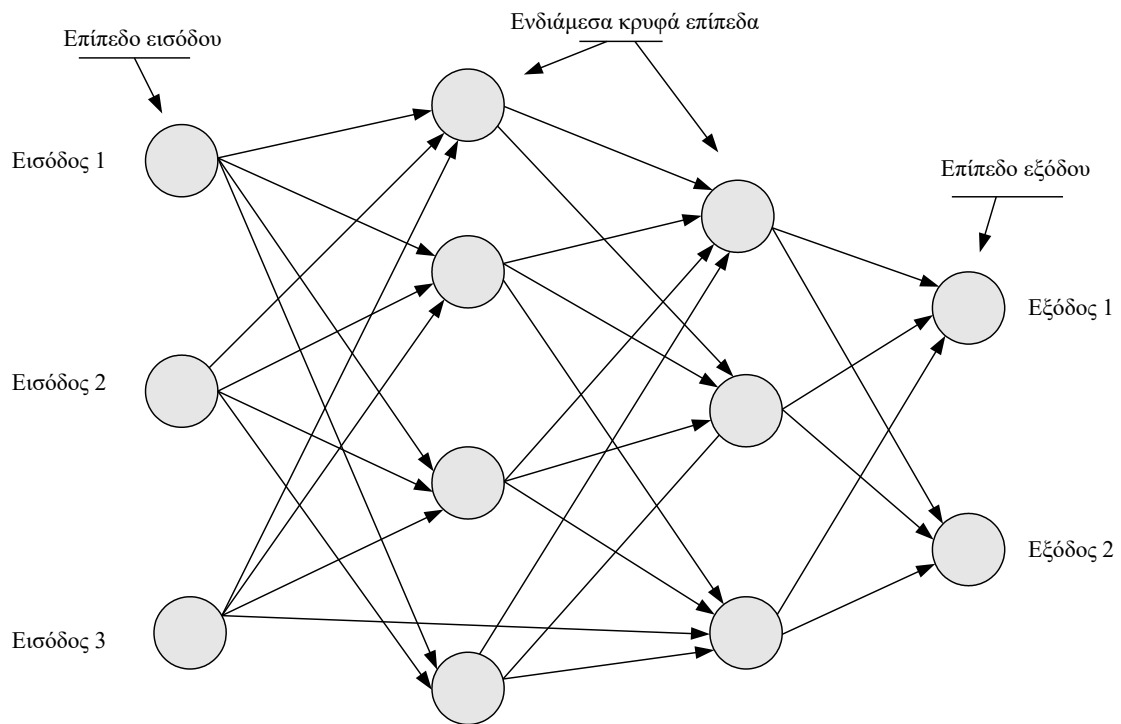 Ενδιάμεσα κρυφά επίπεδα
Επίπεδο εισόδου
Εισόδος 1
Επίπεδο εξόδου
Εξόδος 1
Εισόδος 2
Εξόδος 2
Εισόδος 3